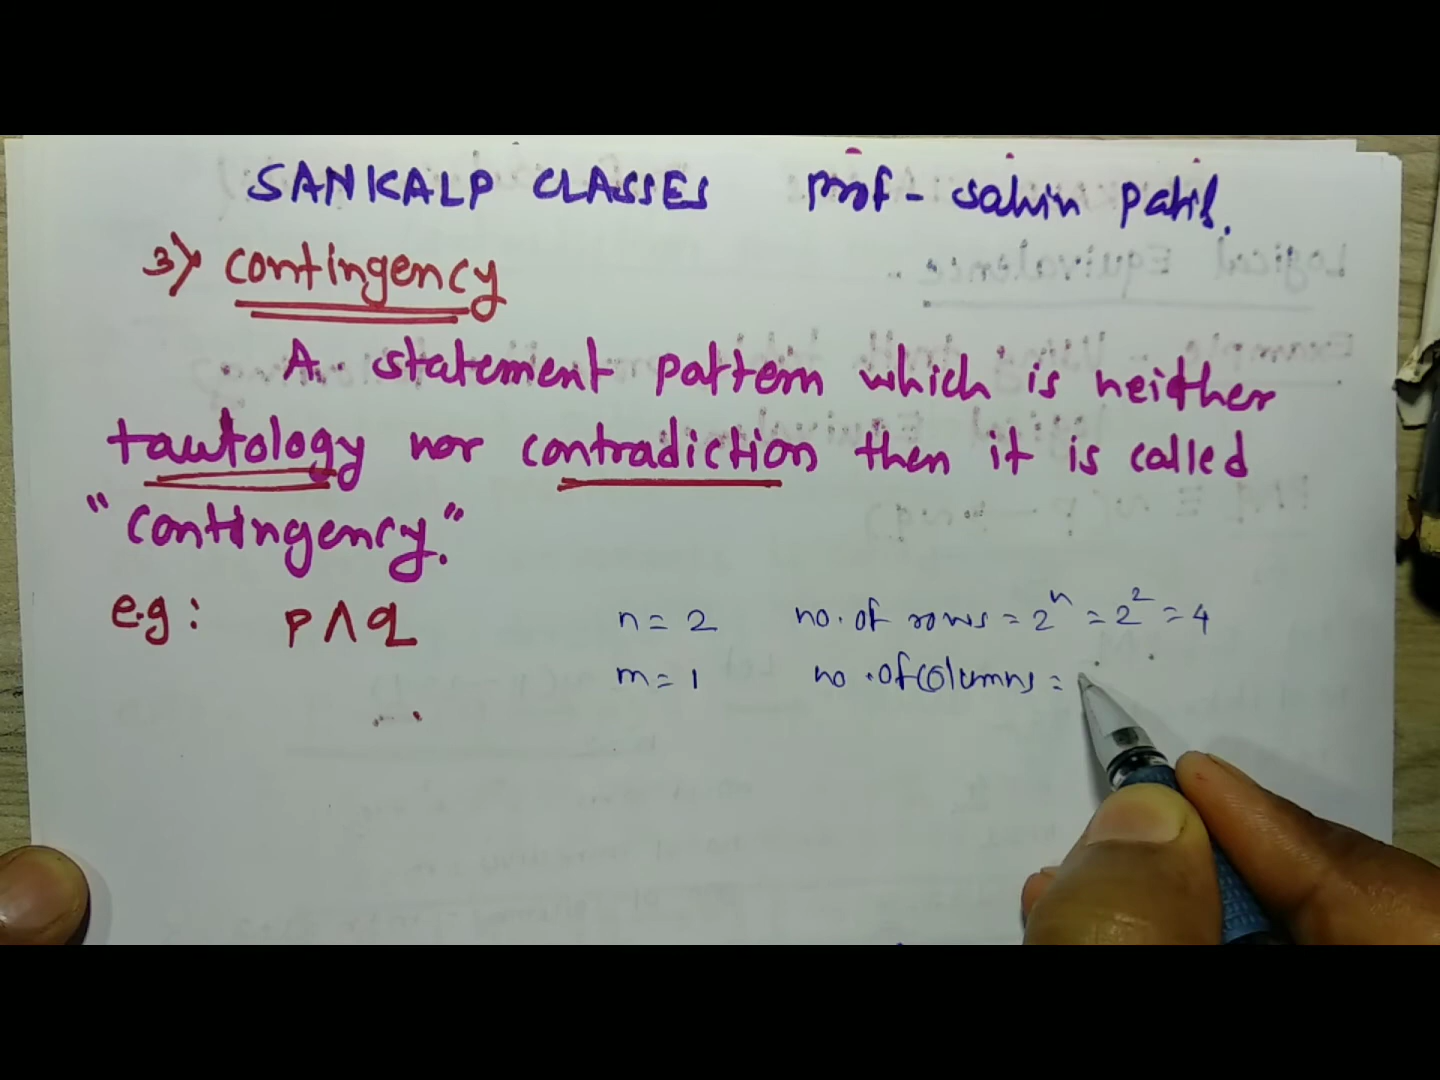 SANKALP CLASSES Prof - Sahin Patil.
3) contingency
A statement pattern which is neither
tautology nor contradiction then it is called
"contingency."
e.g: p∧q
n = 2 no. of rows = 2ⁿ = 2² = 4
m = 1 no. of columns =